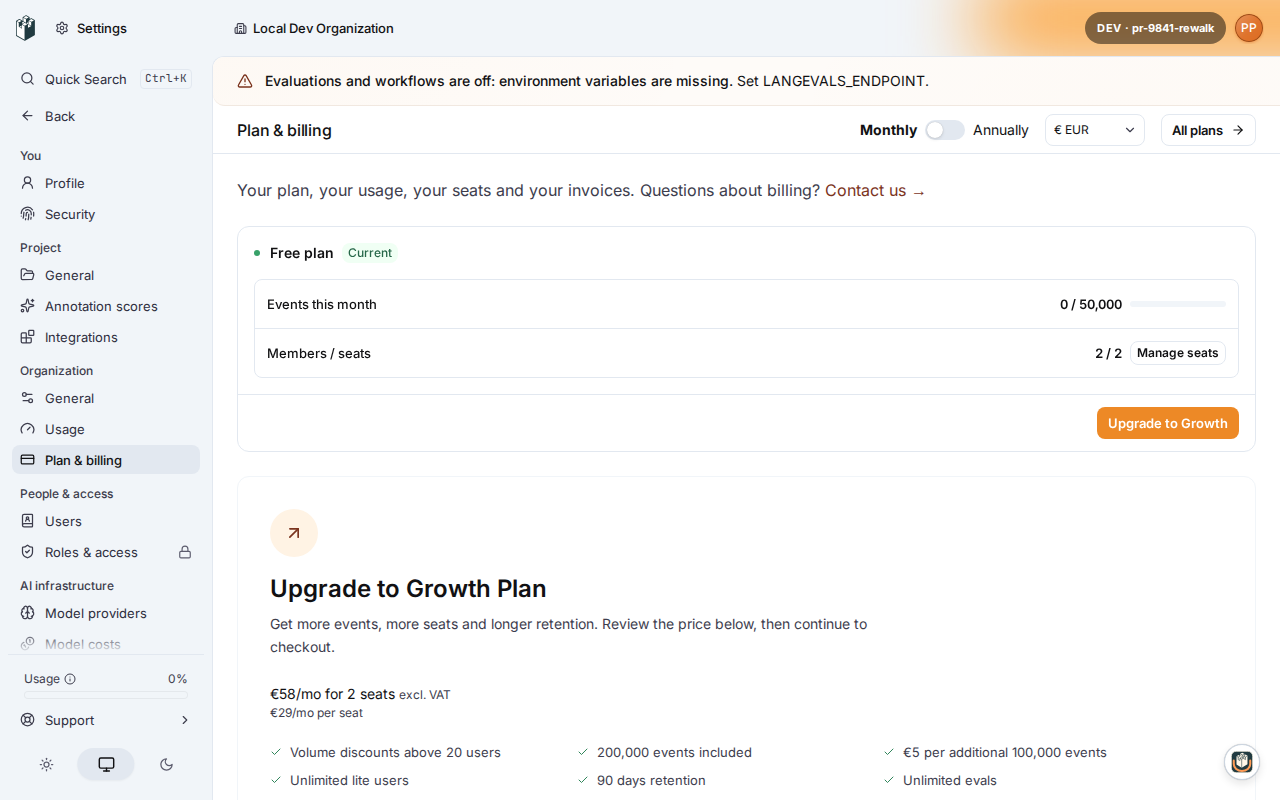 Settings
Local Dev Organization
DEV · pr-9841-rewalk
PP
Quick Search
Ctrl+K
Back
You
Profile
Security
Project
General
Annotation scores
Integrations
Organization
General
Usage
Plan & billing
People & access
Users
Roles & access
AI infrastructure
Model providers
Model costs
Usage
0%
Support
Evaluations and workflows are off: environment variables are missing. Set LANGEVALS_ENDPOINT.
Plan & billing
Monthly
Annually
€ EUR
All plans →
Your plan, your usage, your seats and your invoices. Questions about billing? Contact us →
Free plan
Current
Events this month
0 / 50,000
Members / seats
2 / 2
Manage seats
Upgrade to Growth
Upgrade to Growth Plan
Get more events, more seats and longer retention. Review the price below, then continue to
checkout.
€58/mo for 2 seats excl. VAT
€29/mo per seat
Volume discounts above 20 users
200,000 events included
€5 per additional 100,000 events
Unlimited lite users
90 days retention
Unlimited evals